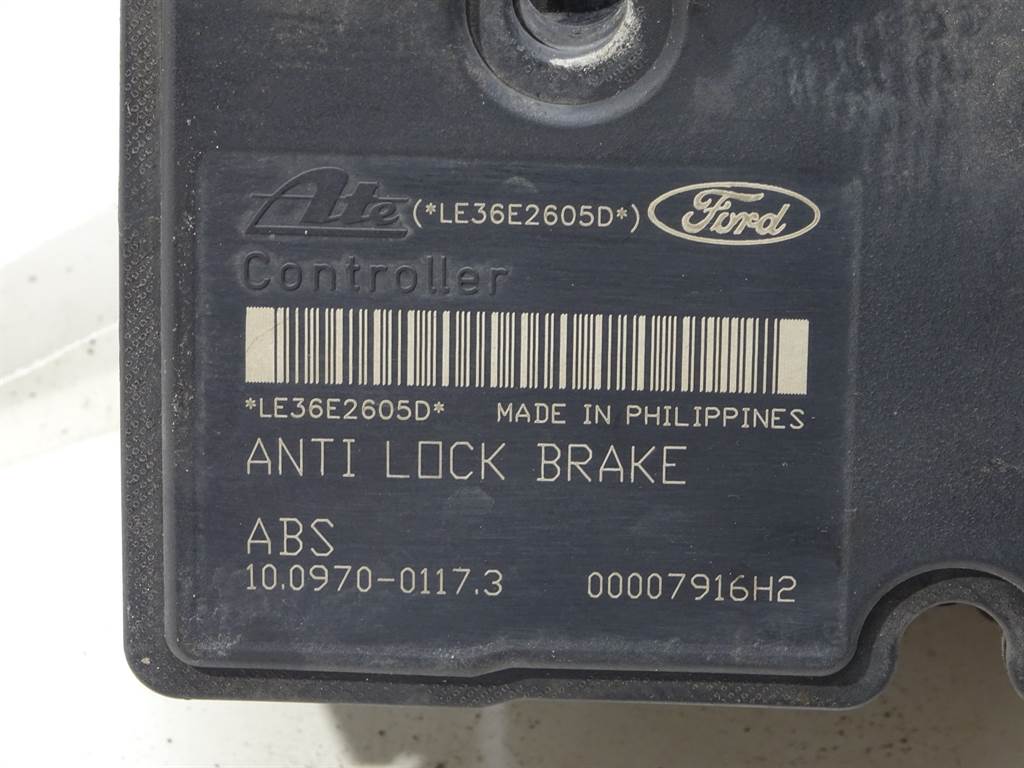 Ate (*LE36E2605D*) Ford
Controller
*LE36E2605D* MADE IN PHILIPPINES
ANTI LOCK BRAKE
ABS
10.0970-0117.3 00007916H2